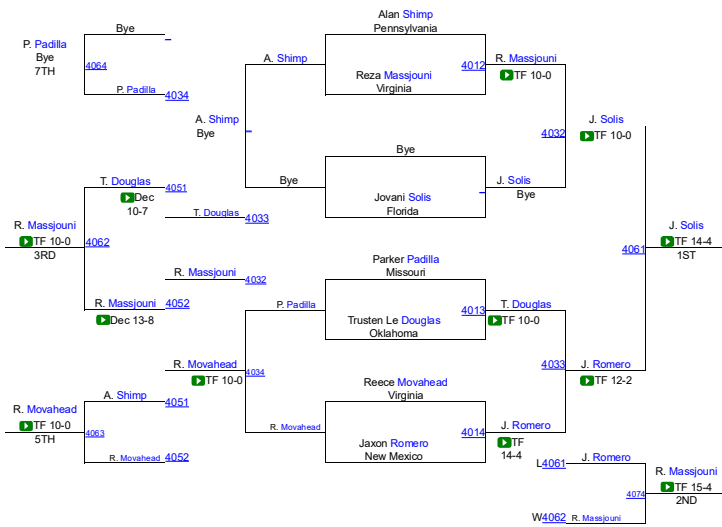 Bye
P. Padilla
Bye
7TH
4064
P. Padilla
4034
Alan Shimp
Pennsylvania
A. Shimp
Reza Massjouni
Virginia
4012
R. Massjouni
TF 10-0
A. Shimp
Bye
4032
J. Solis
TF 10-0
Bye
Bye
Jovani Solis
Florida
J. Solis
Bye
T. Douglas
4051
Dec
10-7
T. Douglas
4033
R. Massjouni
TF 10-0
3RD
4062
R. Massjouni
4032
R. Massjouni
4052
Dec 13-8
4061
J. Solis
TF 14-4
1ST
Parker Padilla
Missouri
P. Padilla
Trusten Le Douglas
Oklahoma
4013
T. Douglas
TF 10-0
R. Movahead
TF 10-0
4034
4033
J. Romero
TF 12-2
Reece Movahead
Virginia
R. Movahead
Jaxon Romero
New Mexico
4014
J. Romero
TF
14-4
A. Shimp
4051
R. Movahead
TF 10-0
5TH
4063
R. Movahead
4052
L4061
J. Romero
4074
R. Massjouni
TF 15-4
2ND
W4062
R. Massjouni